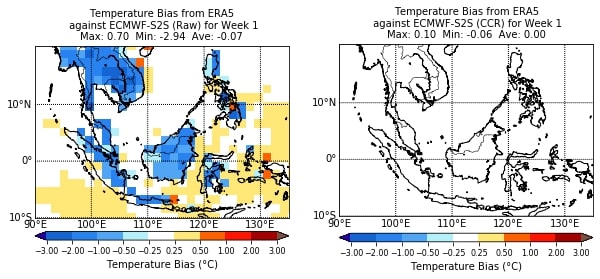 Temperature Bias from ERA5
against ECMWF-S2S (Raw) for Week 1
Max: 0.70 Min: -2.94 Ave: -0.07
10°N
0°
10°S
90°E 100°E 110°E 120°E 130°E
−3.00 −2.00 −1.00 −0.50 −0.25 0.25 0.50 1.00 2.00 3.00
Temperature Bias (°C)
Temperature Bias from ERA5
against ECMWF-S2S (CCR) for Week 1
Max: 0.10 Min: -0.06 Ave: 0.00
10°N
0°
10°S
90°E 100°E 110°E 120°E 130°E
−3.00 −2.00 −1.00 −0.50 −0.25 0.25 0.50 1.00 2.00 3.00
Temperature Bias (°C)